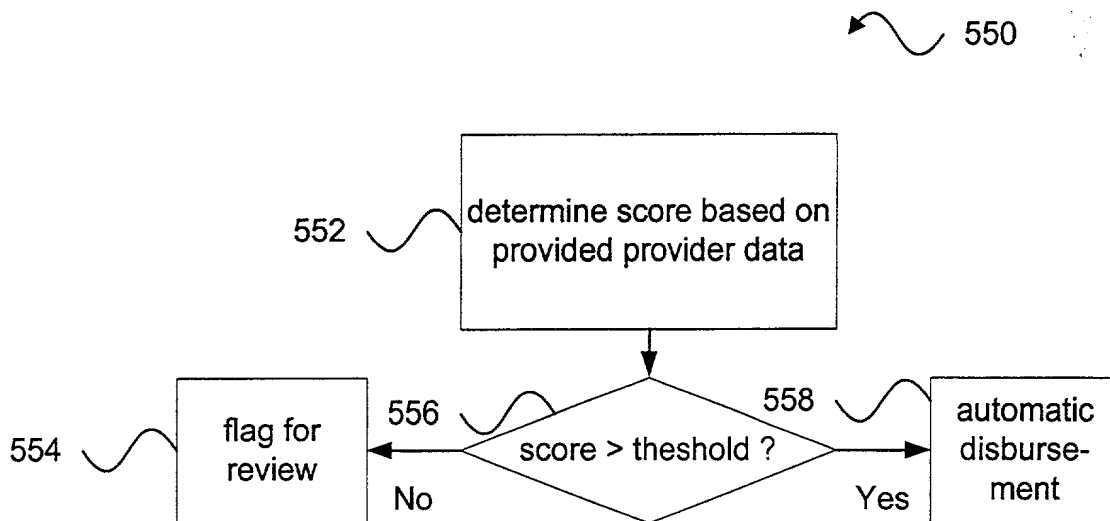 550
determine score based on
provided provider data
552
556
558
554
flag for
review
score > theshold ?
automatic
disburse-
ment
No
Yes